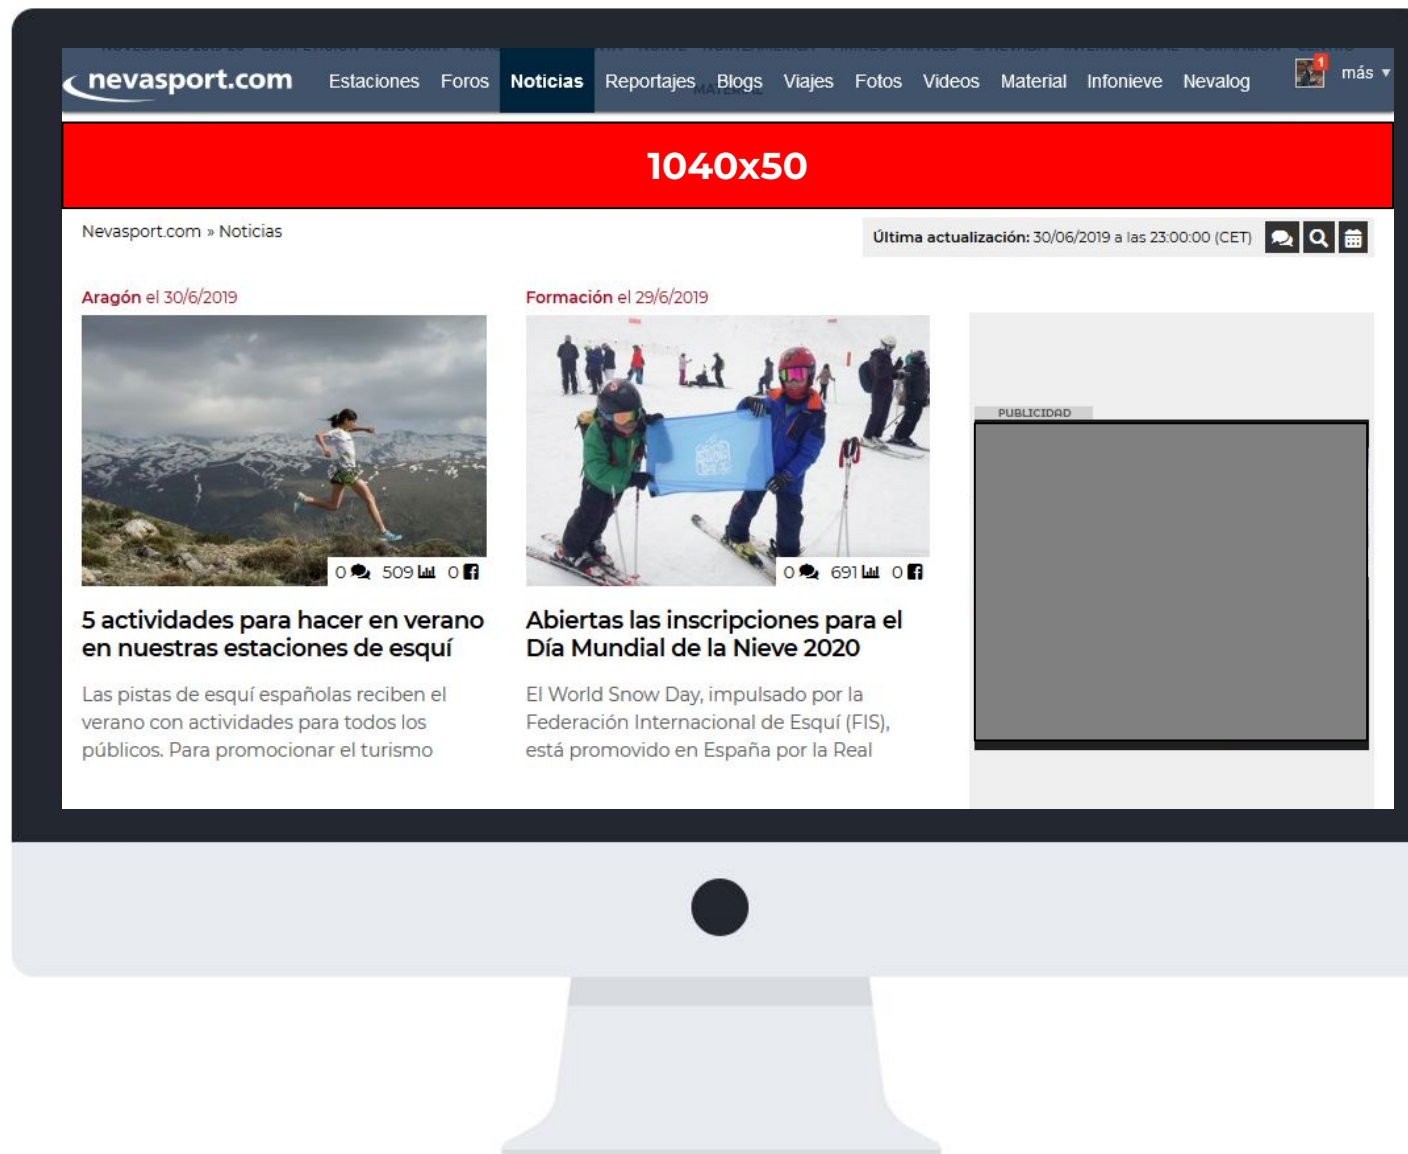 nevasport.com Estaciones Foros Noticias Reportajes Blogs Viajes Fotos Videos Material Infonieve Nevalog 1 más
1040x50
Nevasport.com » Noticias
Última actualización: 30/06/2019 a las 23:00:00 (CET)
Aragón el 30/6/2019
0 509 0
5 actividades para hacer en verano
en nuestras estaciones de esquí
Las pistas de esquí españolas reciben el
verano con actividades para todos los
públicos. Para promocionar el turismo
Formación el 29/6/2019
0 691 0
Abiertas las inscripciones para el
Día Mundial de la Nieve 2020
El World Snow Day, impulsado por la
Federación Internacional de Esquí (FIS),
está promovido en España por la Real
PUBLICIDAD